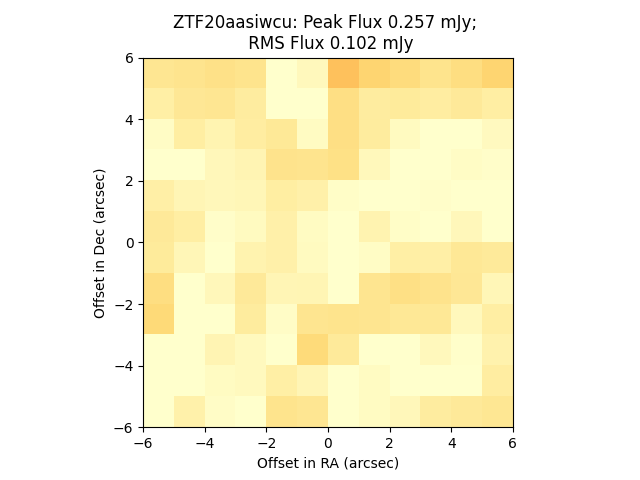 ZTF20aasiwcu: Peak Flux 0.257 mJy;
RMS Flux 0.102 mJy
6
4
2
0
−2
−4
−6
Offset in Dec (arcsec)
−6 −4 −2 0 2 4 6
Offset in RA (arcsec)